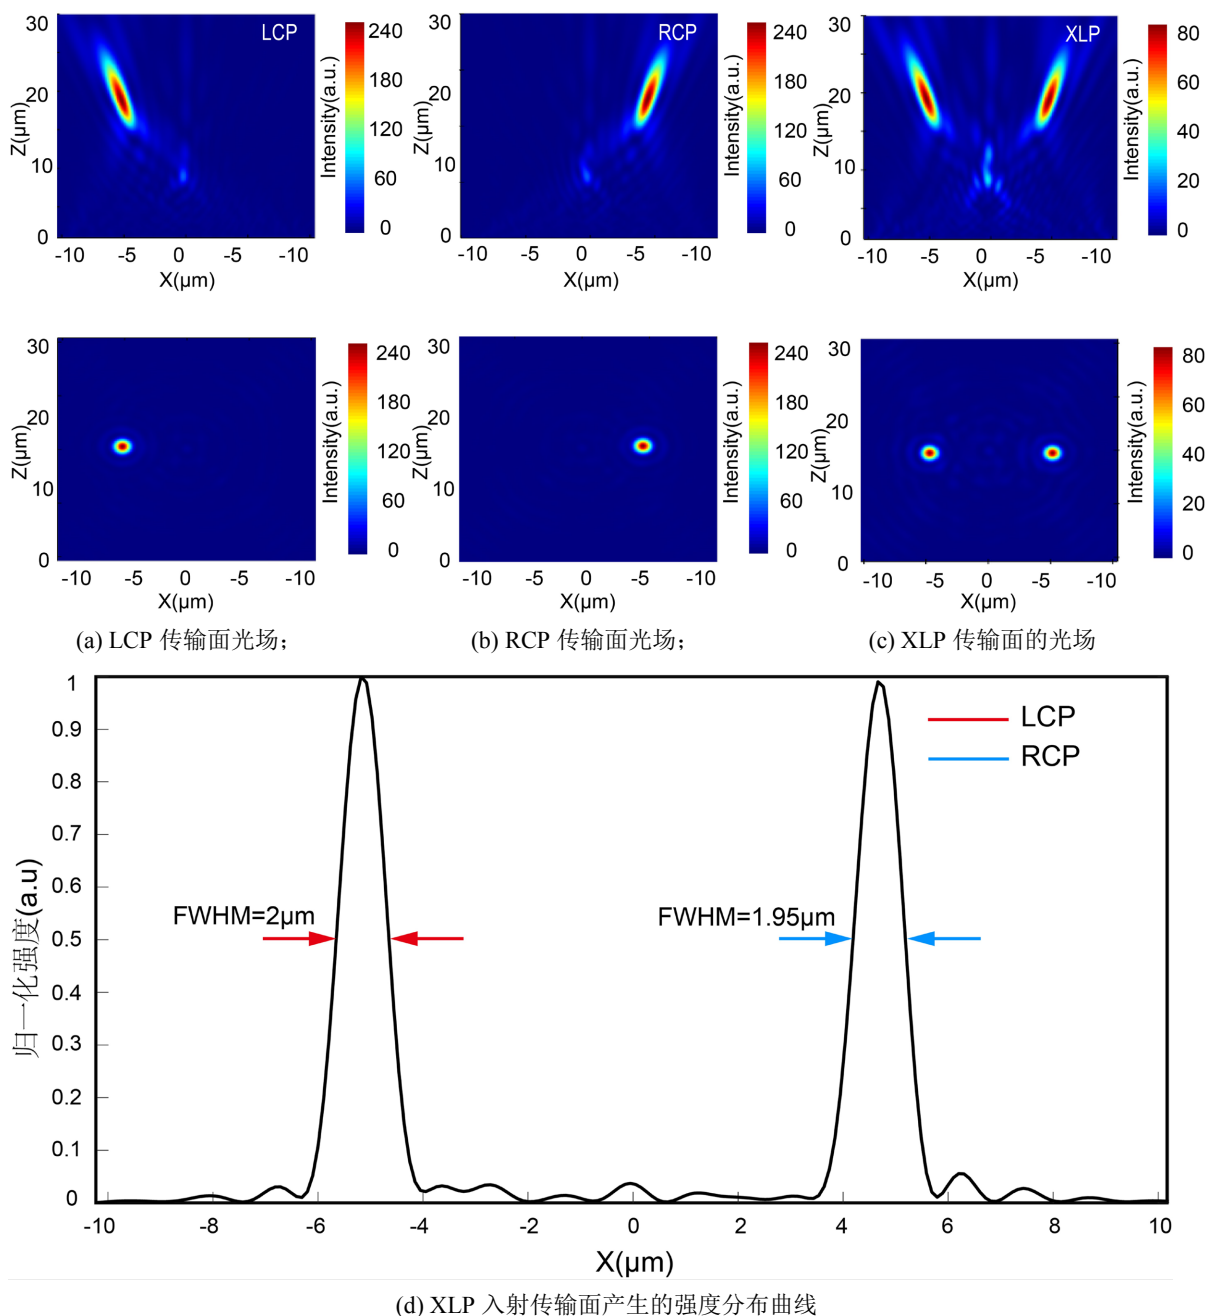 30
20
10
0
Z(μm)
LCP
-10 -5 0 -5 -10
X(μm)
Intensity(a.u.)
240
180
120
60
0
30
20
10
0
Z(μm)
RCP
-10 -5 0 -5 -10
X(μm)
Intensity(a.u.)
240
180
120
60
0
30
20
10
0
Z(μm)
XLP
-10 -5 0 -5 -10
X(μm)
Intensity(a.u.)
80
60
40
20
0
30
20
10
0
Z(μm)
-10 -5 0 -5 -10
X(μm)
Intensity(a.u.)
240
180
120
60
0
30
20
10
0
Z(μm)
-10 -5 0 -5 -10
X(μm)
Intensity(a.u.)
240
180
120
60
0
30
20
10
0
Z(μm)
-10 -5 0 -5 -10
X(μm)
Intensity(a.u.)
80
60
40
20
0
(a) LCP 传输面光场；
(b) RCP 传输面光场；
(c) XLP 传输面的光场
1
0.9
0.8
0.7
0.6
0.5
0.4
0.3
0.2
0.1
0
归一化强度(a.u)
LCP
RCP
FWHM=2μm
FWHM=1.95μm
-10 -8 -6 -4 -2 0 2 4 6 8 10
X(μm)
(d) XLP 入射传输面产生的强度分布曲线